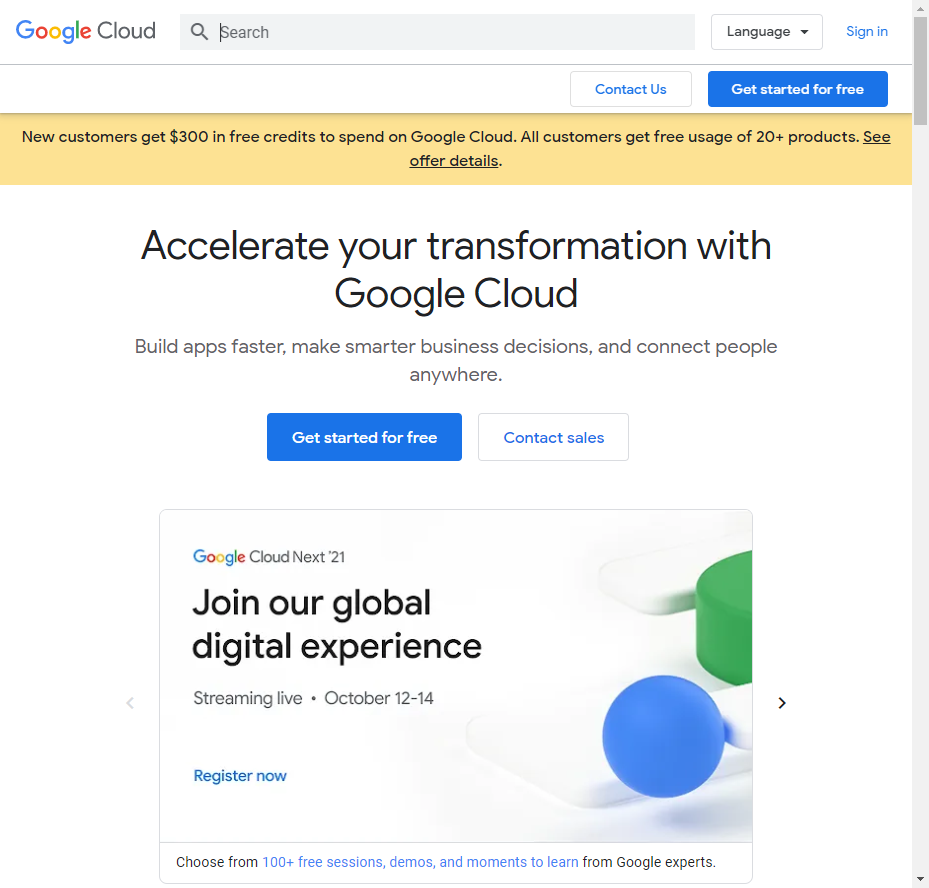 Google Cloud
Search
Language
Sign in
Contact Us
Get started for free
New customers get $300 in free credits to spend on Google Cloud. All customers get free usage of 20+ products. See
offer details.
Accelerate your transformation with
Google Cloud
Build apps faster, make smarter business decisions, and connect people
anywhere.
Get started for free
Contact sales
Google Cloud Next '21
Join our global
digital experience
Streaming live • October 12-14
Register now
Choose from 100+ free sessions, demos, and moments to learn from Google experts.